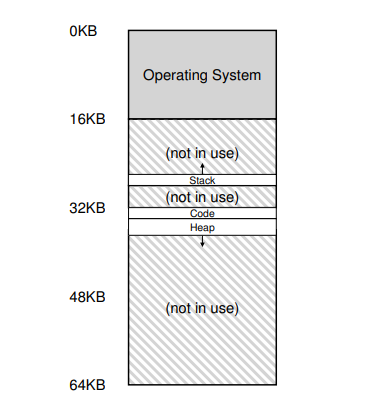 0KB
Operating System
16KB
(not in use)
Stack
(not in use)
32KB
Code
Heap
48KB
(not in use)
64KB